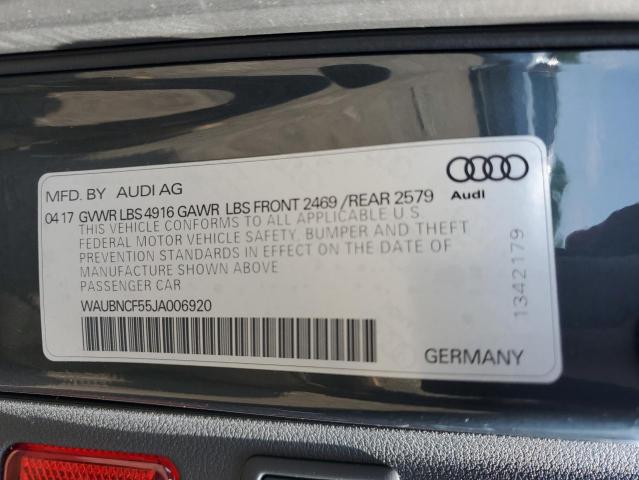 MFD. BY AUDI AG
Audi
04 17 GVWR LBS 4916 GAWR LBS FRONT 2469 /REAR 2579
THIS VEHICLE CONFORMS TO ALL APPLICABLE U S
FEDERAL MOTOR VEHICLE SAFETY, BUMPER AND THEFT
PREVENTION STANDARDS IN EFFECT ON THE DATE OF
MANUFACTURE SHOWN ABOVE
PASSENGER CAR
WAUBNCF55JA006920
1342179
GERMANY